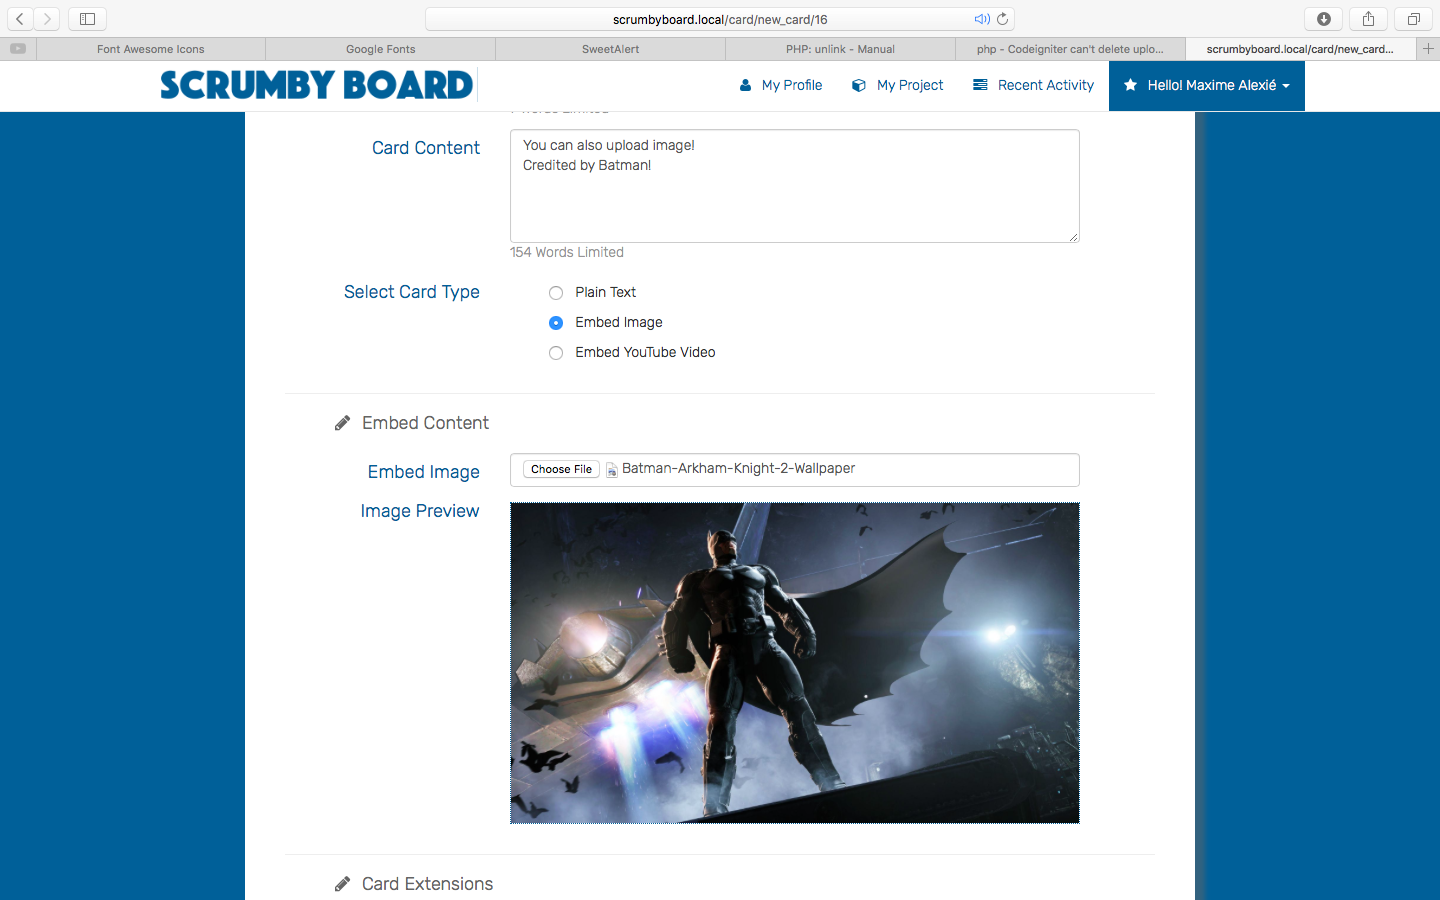 scrumbyboard.local/card/new_card/16
Font Awesome Icons
Google Fonts
SweetAlert
PHP: unlink - Manual
php - Codeigniter can't delete uplo...
scrumbyboard.local/card/new_card...
SCRUMBY BOARD
My Profile
My Project
Recent Activity
Hello! Maxime Alexié
Card Content
You can also upload image!
Credited by Batman!
154 Words Limited
Select Card Type
Plain Text
Embed Image
Embed YouTube Video
Embed Content
Embed Image
Choose File
Batman-Arkham-Knight-2-Wallpaper
Image Preview
Card Extensions